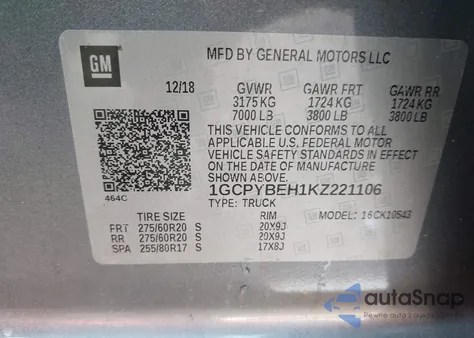 GM
MFD BY GENERAL MOTORS LLC
12/18 GVWR GAWR FRT GAWR RR
3175 KG 1724 KG 1724 KG
7000 LB 3800 LB 3800 LB
THIS VEHICLE CONFORMS TO ALL
APPLICABLE U.S. FEDERAL MOTOR
VEHICLE SAFETY STANDARDS IN EFFECT
ON THE DATE OF MANUFACTURE SHOWN ABOVE.
1GCPYBEH1KZ221106
464C
TYPE: TRUCK MODEL: 16CK10543
TIRE SIZE RIM
FRT 275/60R20 S 20X9J
RR 275/60R20 S 20X9J
SPA 255/80R17 S 17X8J
autoSnap
Pewne auta z USA